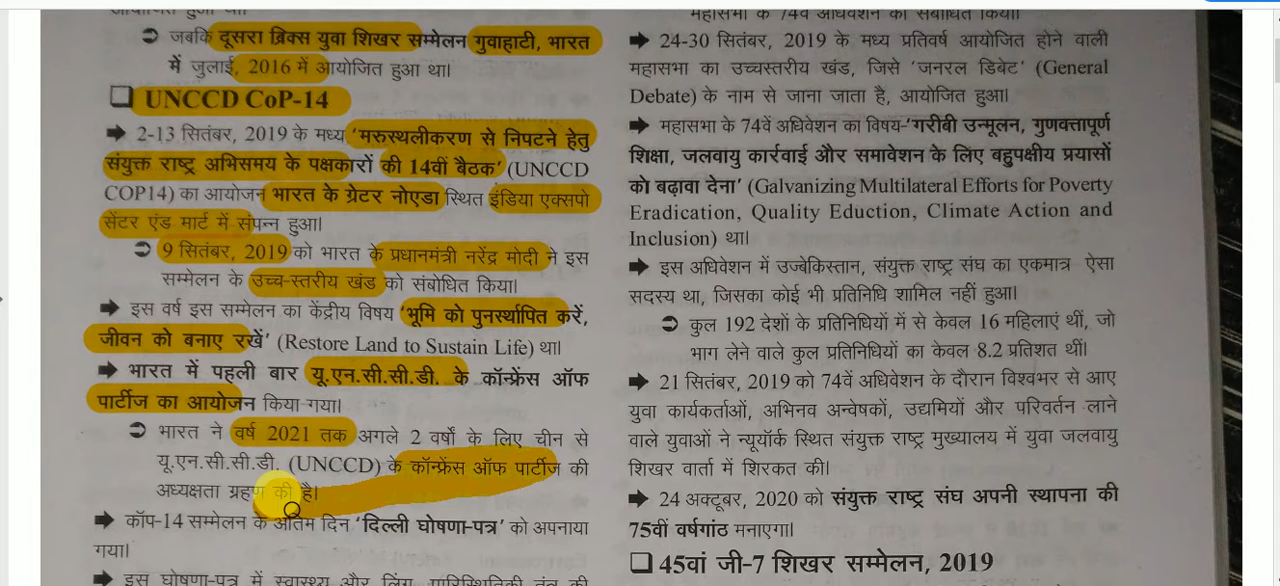 जबकि दूसरा ब्रिक्स युवा शिखर सम्मेलन गुवाहाटी, भारत
में जुलाई, 2016 में आयोजित हुआ था।
UNCCD CoP-14
2-13 सितंबर, 2019 के मध्य 'मरुस्थलीकरण से निपटने हेतु
संयुक्त राष्ट्र अभिसमय के पक्षकारों की 14वीं बैठक' (UNCCD
COP14) का आयोजन भारत के ग्रेटर नोएडा स्थित इंडिया एक्सपो
सेंटर एंड मार्ट में संपन्न हुआ।
9 सितंबर, 2019 को भारत के प्रधानमंत्री नरेंद्र मोदी ने इस
सम्मेलन के उच्च-स्तरीय खंड को संबोधित किया।
इस वर्ष इस सम्मेलन का केंद्रीय विषय 'भूमि को पुनर्स्थापित करें,
जीवन को बनाए रखें' (Restore Land to Sustain Life) था।
भारत में पहली बार यू.एन.सी.सी.डी. के कॉन्फ्रेंस ऑफ
पार्टीज का आयोजन किया गया।
भारत ने वर्ष 2021 तक अगले 2 वर्षों के लिए चीन से
यू.एन.सी.सी.डी. (UNCCD) के कॉन्फ्रेंस ऑफ पार्टीज की
अध्यक्षता ग्रहण की है।
कॉप-14 सम्मेलन के अंतिम दिन 'दिल्ली घोषणा-पत्र' को अपनाया
गया।
इस घोषणा-पत्र में स्वास्थ्य और लिंग, पारिस्थितिकी तंत्र की
महासभा के 74वें अधिवेशन को संबोधित किया।
24-30 सितंबर, 2019 के मध्य प्रतिवर्ष आयोजित होने वाली
महासभा का उच्चस्तरीय खंड, जिसे 'जनरल डिबेट' (General
Debate) के नाम से जाना जाता है, आयोजित हुआ।
महासभा के 74वें अधिवेशन का विषय-'गरीबी उन्मूलन, गुणवत्तापूर्ण
शिक्षा, जलवायु कार्रवाई और समावेशन के लिए बहुपक्षीय प्रयासों
को बढ़ावा देना' (Galvanizing Multilateral Efforts for Poverty
Eradication, Quality Eduction, Climate Action and
Inclusion) था।
इस अधिवेशन में उज्बेकिस्तान, संयुक्त राष्ट्र संघ का एकमात्र ऐसा
सदस्य था, जिसका कोई भी प्रतिनिधि शामिल नहीं हुआ।
कुल 192 देशों के प्रतिनिधियों में से केवल 16 महिलाएं थीं, जो
भाग लेने वाले कुल प्रतिनिधियों का केवल 8.2 प्रतिशत थीं।
21 सितंबर, 2019 को 74वें अधिवेशन के दौरान विश्वभर से आए
युवा कार्यकर्ताओं, अभिनव अन्वेषकों, उद्यमियों और परिवर्तन लाने
वाले युवाओं ने न्यूयॉर्क स्थित संयुक्त राष्ट्र मुख्यालय में युवा जलवायु
शिखर वार्ता में शिरकत की।
24 अक्टूबर, 2020 को संयुक्त राष्ट्र संघ अपनी स्थापना की
75वीं वर्षगांठ मनाएगा।
45वां जी-7 शिखर सम्मेलन, 2019